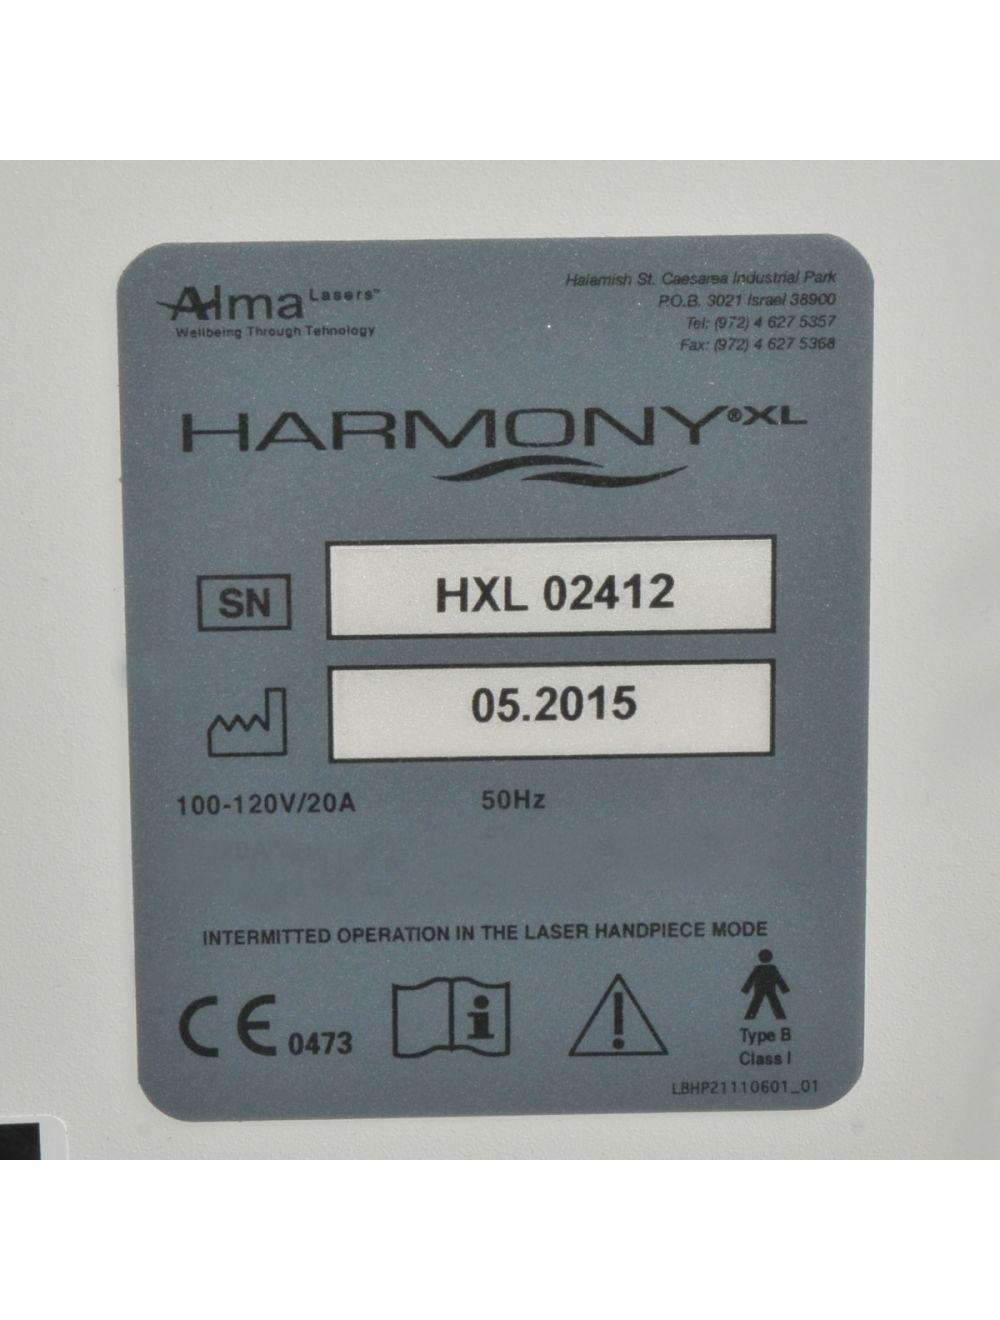 Alma Lasers™
Wellbeing Through Tehnology
Halamish St. Caesarea Industrial Park
P.O.B. 3021 Israel 38900
Tel: (972) 4 627 5357
Fax: (972) 4 627 5368
HARMONY®XL
SN HXL 02412
05.2015
100-120V/20A 50Hz
INTERMITTED OPERATION IN THE LASER HANDPIECE MODE
CE 0473
i
!
Type B
Class I
LBHP21110601_01